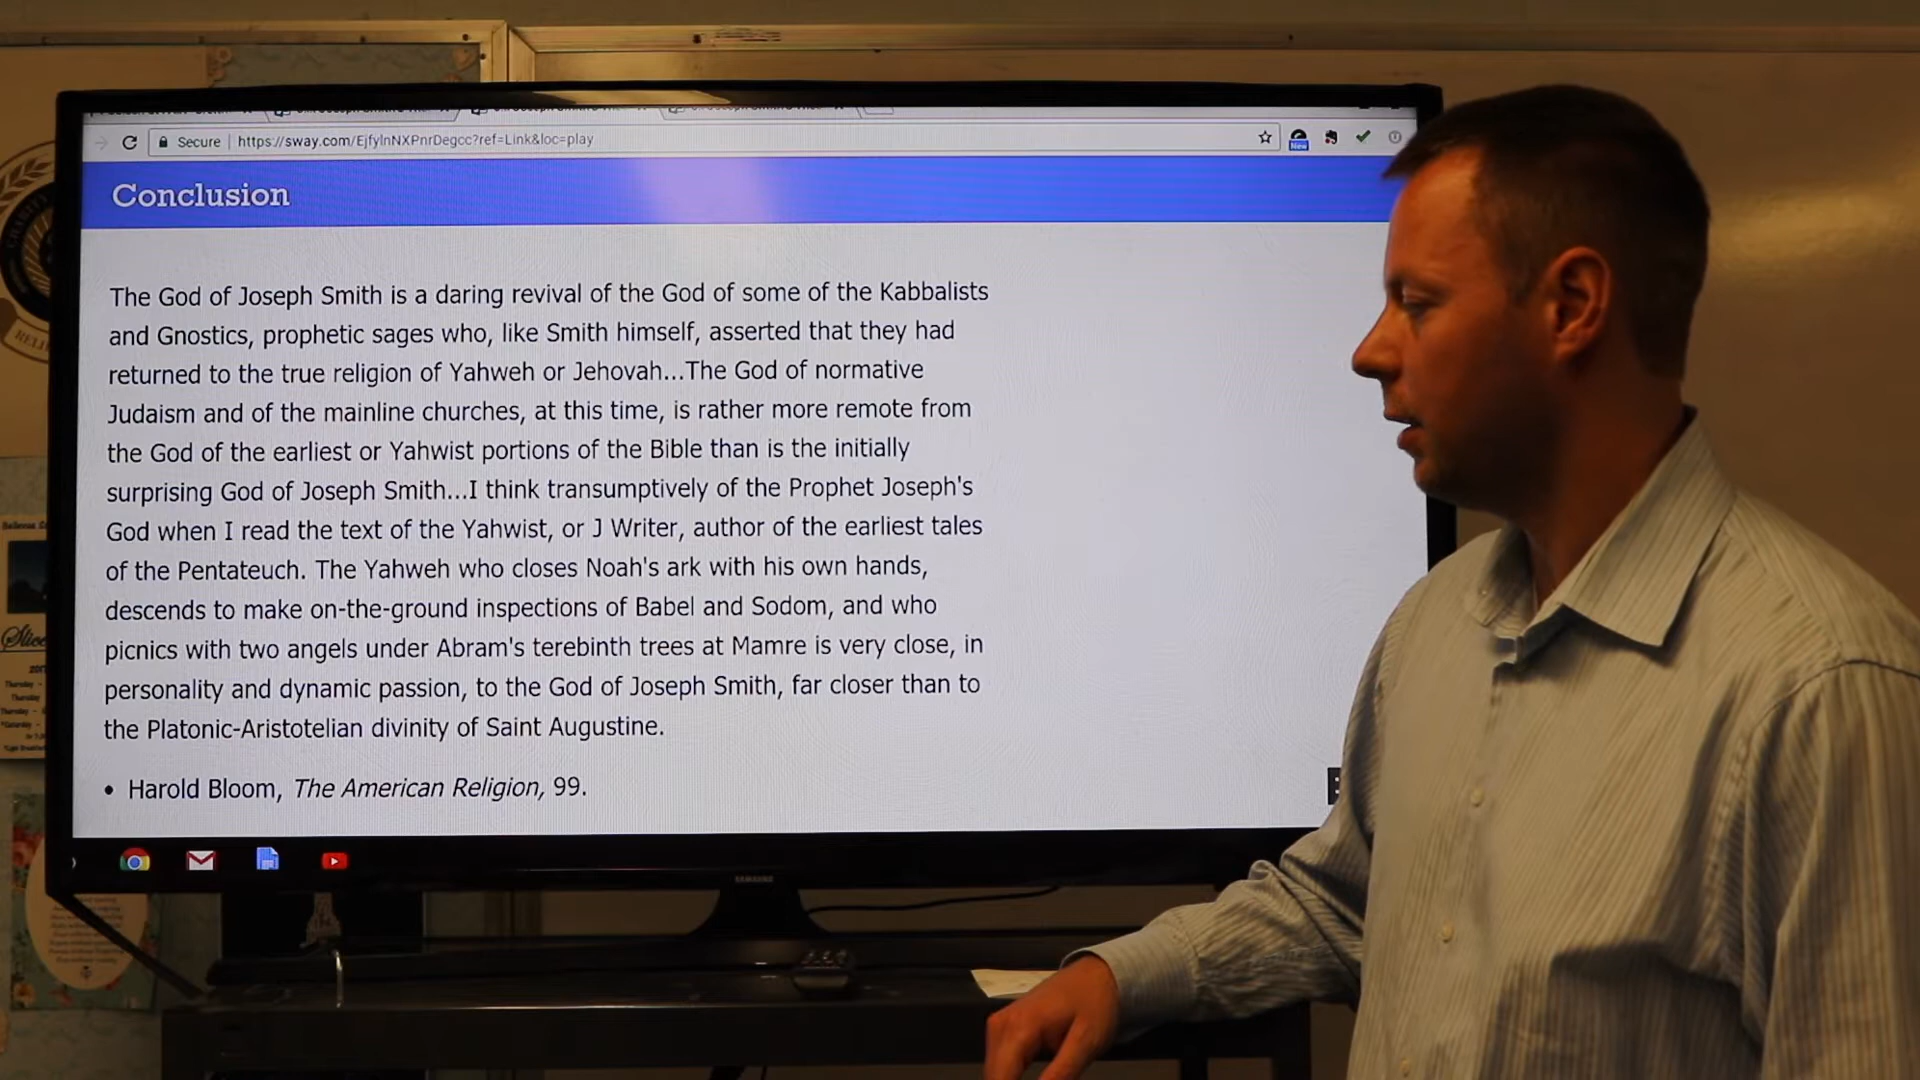 Secure https://sway.com/EjfylnNXPnrDegcc?ref=Link&loc=play
New
Conclusion
The God of Joseph Smith is a daring revival of the God of some of the Kabbalists
and Gnostics, prophetic sages who, like Smith himself, asserted that they had
returned to the true religion of Yahweh or Jehovah...The God of normative
Judaism and of the mainline churches, at this time, is rather more remote from
the God of the earliest or Yahwist portions of the Bible than is the initially
surprising God of Joseph Smith...I think transumptively of the Prophet Joseph's
God when I read the text of the Yahwist, or J Writer, author of the earliest tales
of the Pentateuch. The Yahweh who closes Noah's ark with his own hands,
descends to make on-the-ground inspections of Babel and Sodom, and who
picnics with two angels under Abram's terebinth trees at Mamre is very close, in
personality and dynamic passion, to the God of Joseph Smith, far closer than to
the Platonic-Aristotelian divinity of Saint Augustine.
• Harold Bloom, The American Religion, 99.
SAMSUNG